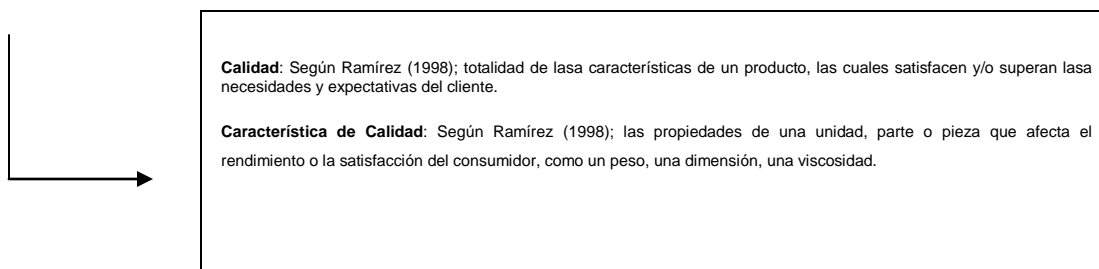 Calidad: Según Ramírez (1998); totalidad de lasa características de un producto, las cuales satisfacen y/o superan lasa
necesidades y expectativas del cliente.
Característica de Calidad: Según Ramírez (1998); las propiedades de una unidad, parte o pieza que afecta el
rendimiento o la satisfacción del consumidor, como un peso, una dimensión, una viscosidad.